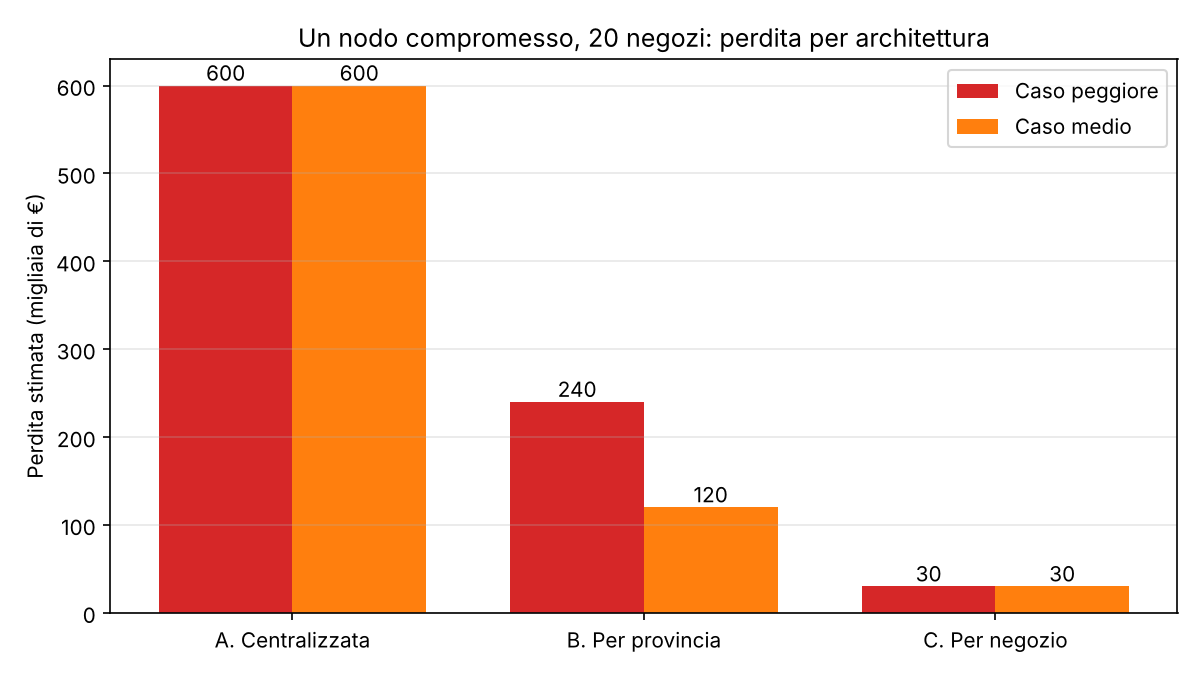 Un nodo compromesso, 20 negozi: perdita per architettura
Perdita stimata (migliaia di €)
600
500
400
300
200
100
0
600
600
240
120
30
30
Caso peggiore
Caso medio
A. Centralizzata
B. Per provincia
C. Per negozio